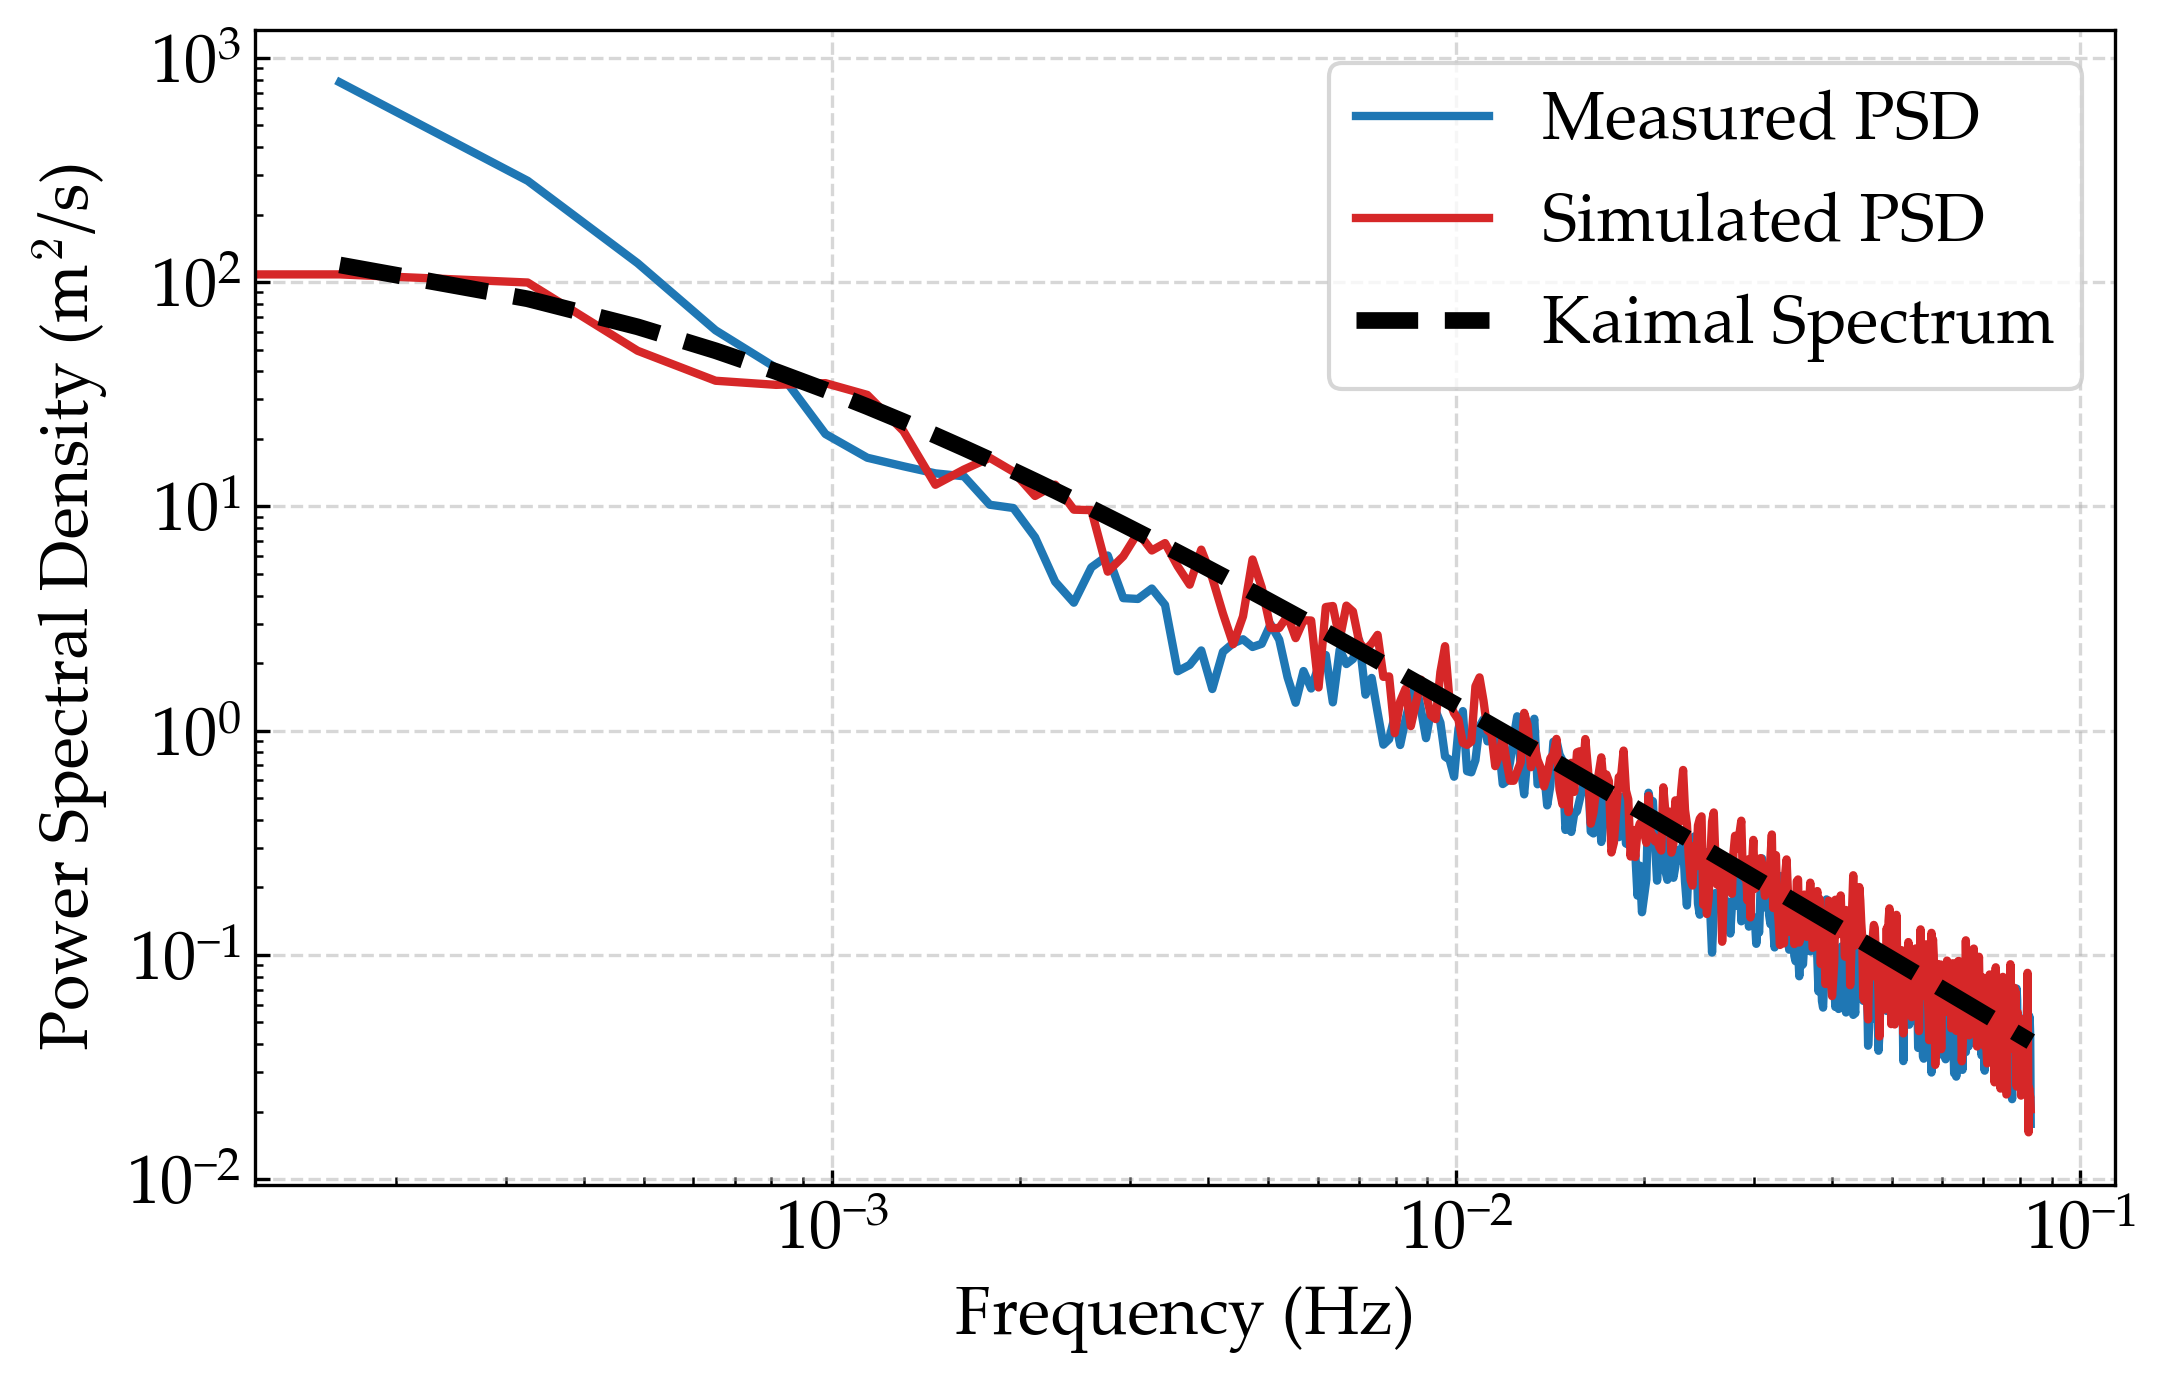 Power Spectral Density (m²/s)
10³
10²
10¹
10⁰
10⁻¹
10⁻²
Measured PSD
Simulated PSD
Kaimal Spectrum
10⁻³
10⁻²
10⁻¹
Frequency (Hz)